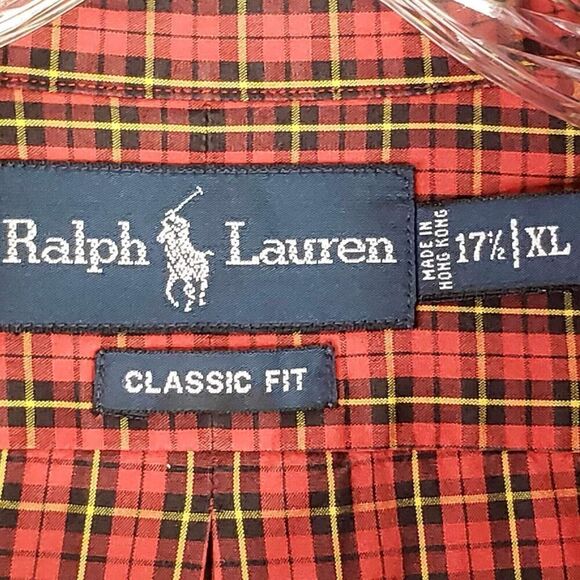 Ralph Lauren
MADE IN
HONG KONG
17½ XL
CLASSIC FIT